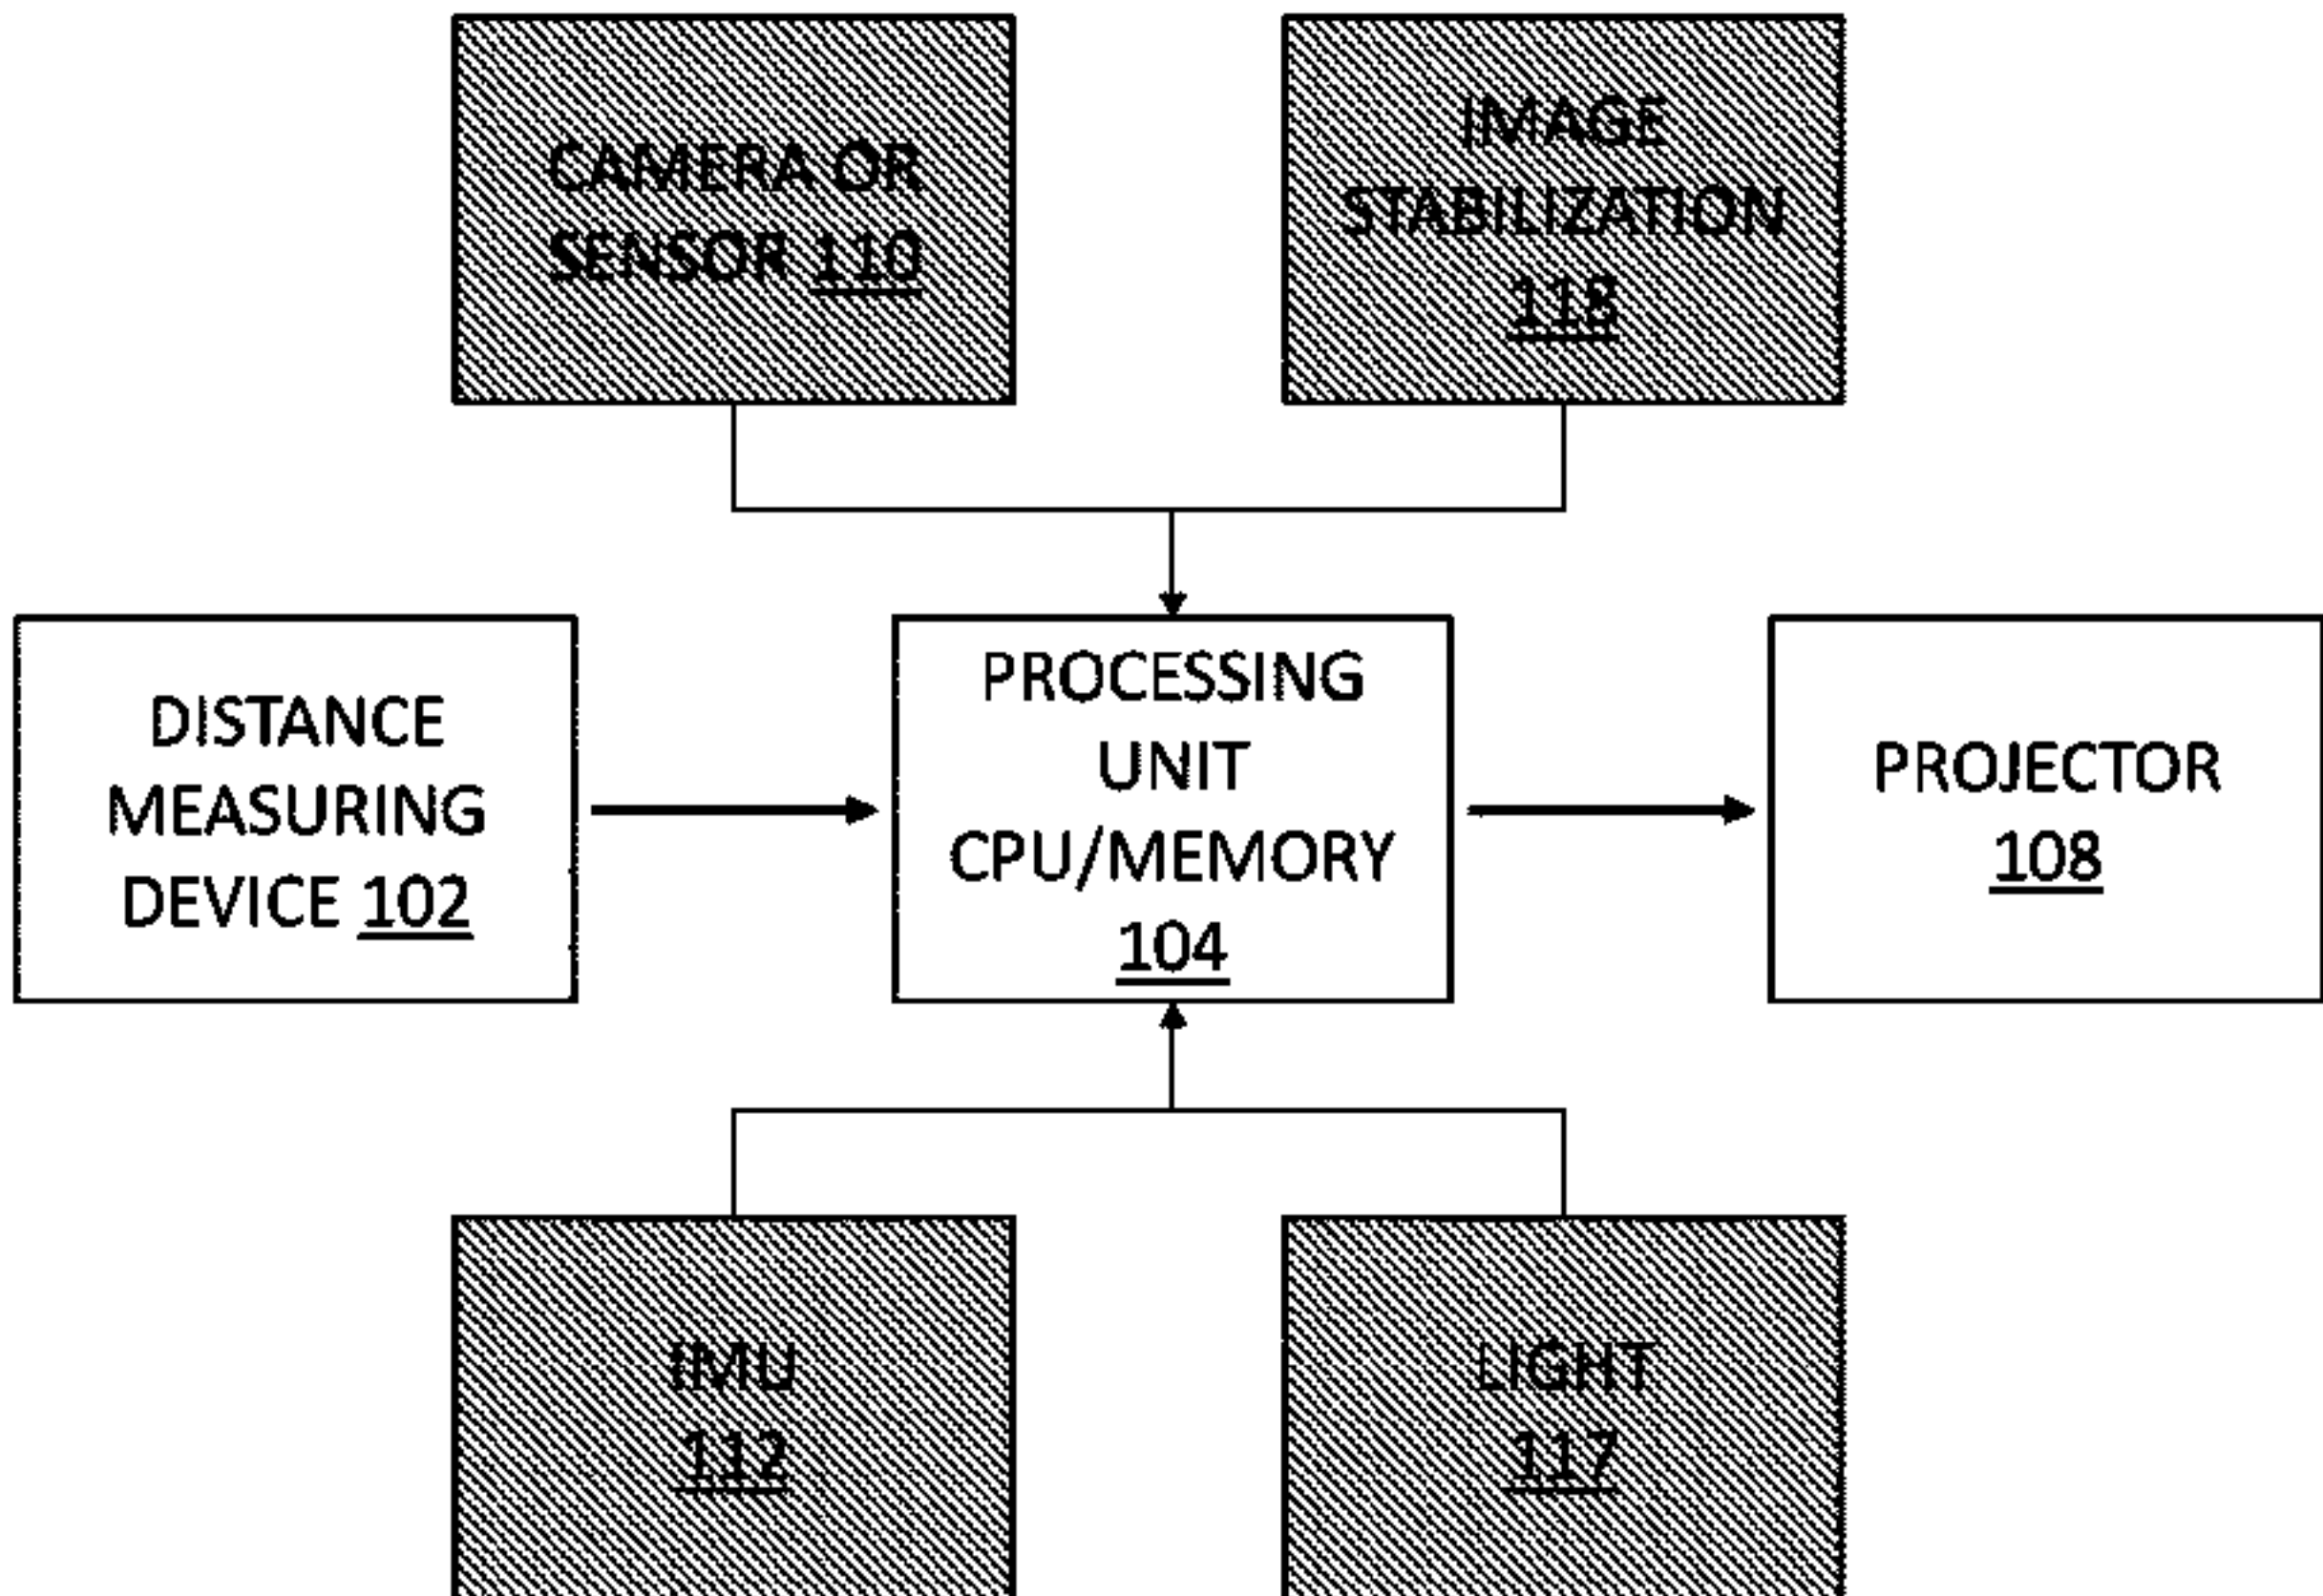 CAMERA OR
SENSOR 110
IMAGE
STABILIZATION
118
DISTANCE
MEASURING
DEVICE 102
PROCESSING
UNIT
CPU/MEMORY
104
PROJECTOR
108
IMU
112
LIGHT
117